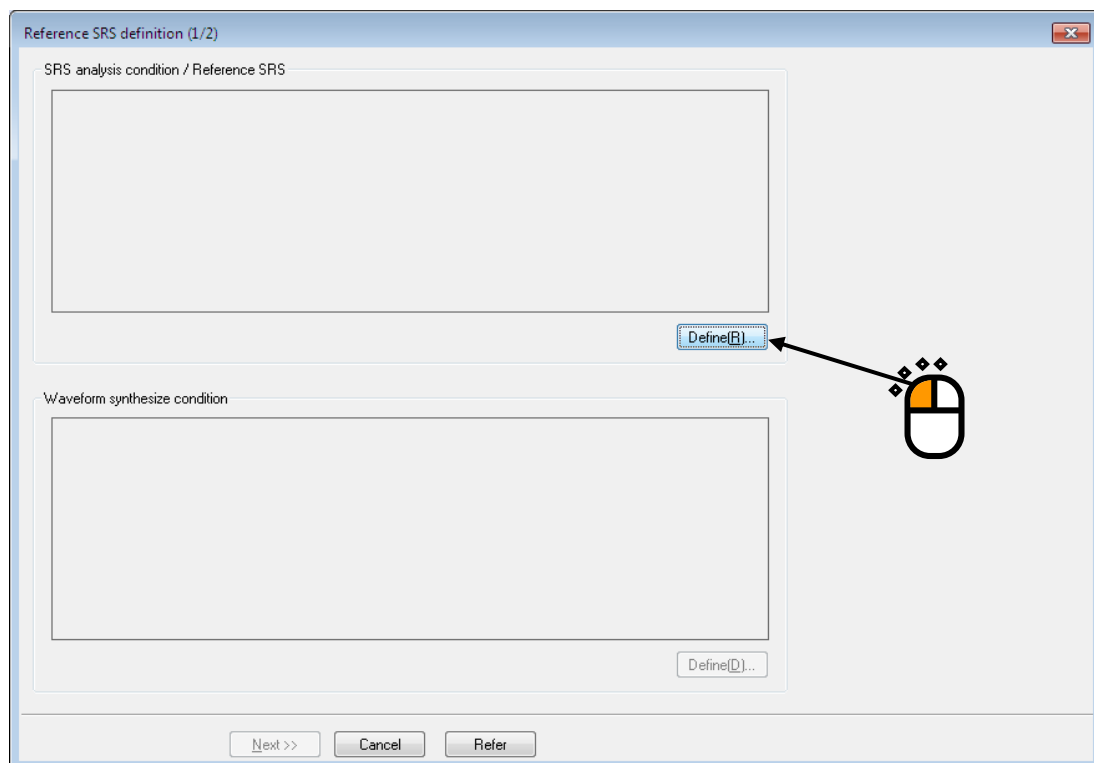 Reference SRS definition (1/2)
SRS analysis condition / Reference SRS
Define(R)...
Waveform synthesize condition
Define(D)...
Next >> Cancel Refer